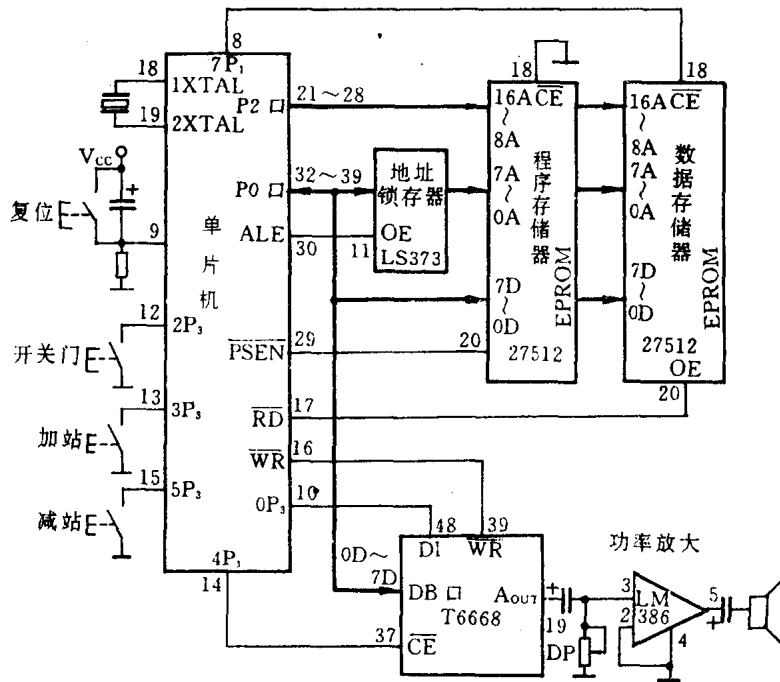 8
7P₁
18
1XTAL
19
2XTAL
Vcc
+
复位
9
单片机
12
2P₃
开关门
13
3P₃
加站
15
5P₃
减站
4P₃
14
P2 口
21～28
P0 口
32～39
ALE
30
11
地址
锁存器
OE
LS373
PSEN
29
20
RD
17
WR
16
0P₃
10
18
16A CE
～
8A
7A
～
0A
7D
～
0D
程序存储器
EPROM
27512
18
16A CE
～
8A
7A
～
0A
7D
～
0D
数据存储器
EPROM
27512
OE
20
48
39
DI
WR
0D～
7D
DB 口
T6668
AOUT
+
19
37
CE
DP
功率放大
3
2
LM
386
5
+
4